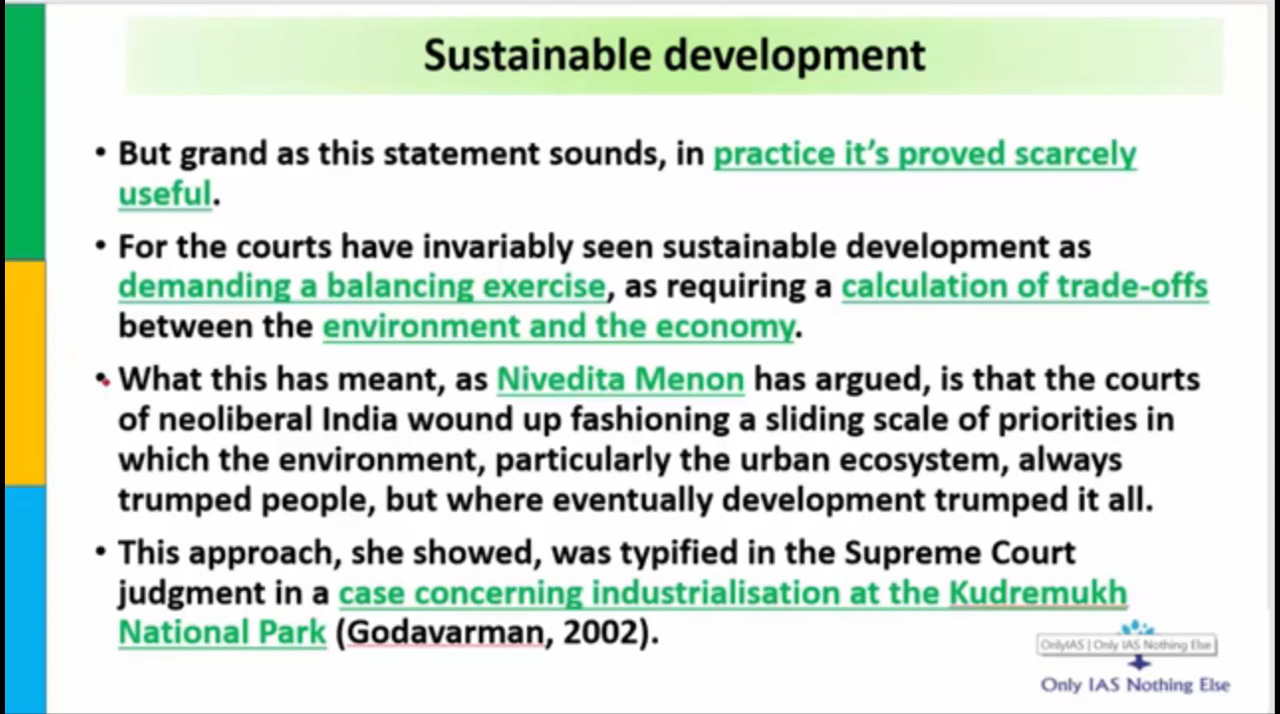 Sustainable development
• But grand as this statement sounds, in practice it's proved scarcely
useful.
• For the courts have invariably seen sustainable development as
demanding a balancing exercise, as requiring a calculation of trade-offs
between the environment and the economy.
• What this has meant, as Nivedita Menon has argued, is that the courts
of neoliberal India wound up fashioning a sliding scale of priorities in
which the environment, particularly the urban ecosystem, always
trumped people, but where eventually development trumped it all.
• This approach, she showed, was typified in the Supreme Court
judgment in a case concerning industrialisation at the Kudremukh
National Park (Godavarman, 2002).
OnlyIAS | Only IAS Nothing Else
Only IAS Nothing Else